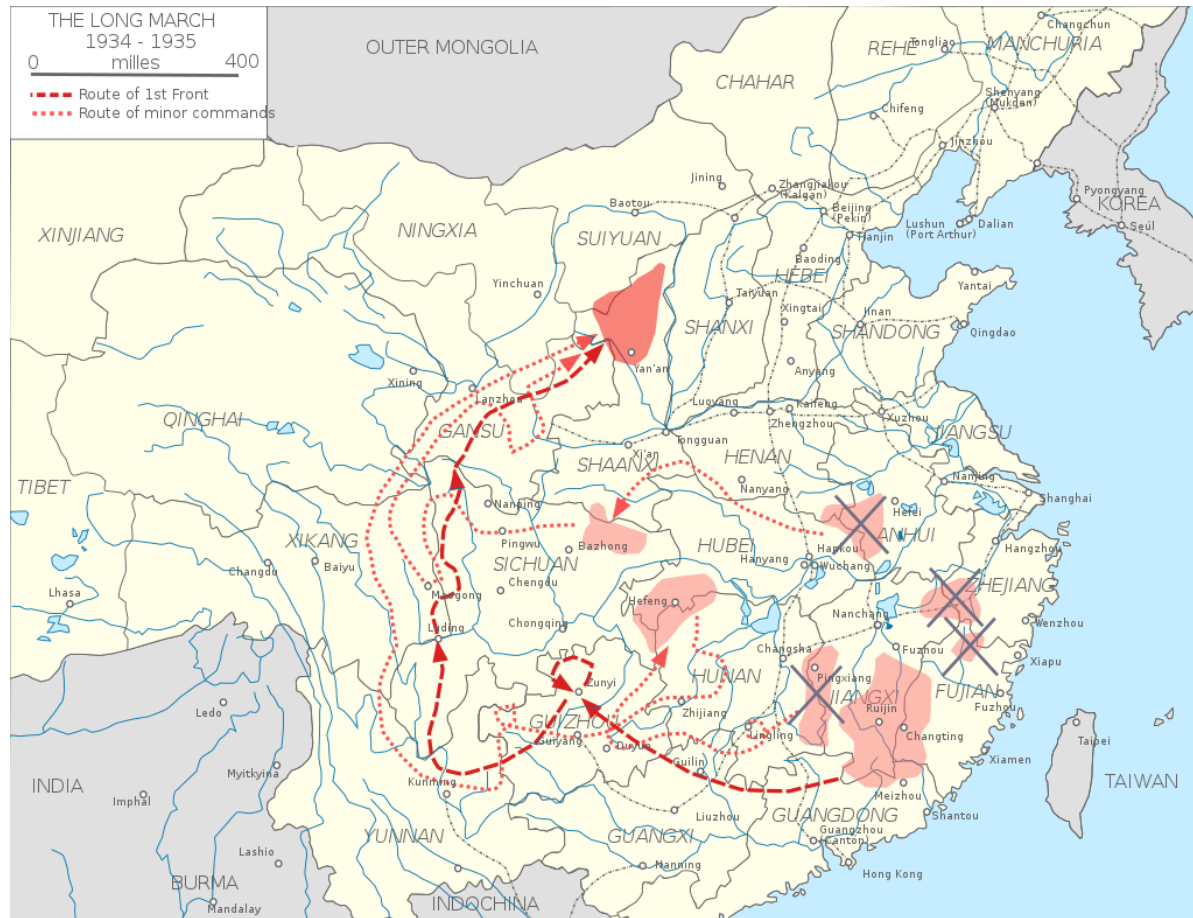 THE LONG MARCH
1934 - 1935
0 milles 400
Route of 1st Front
Route of minor commands
OUTER MONGOLIA
REHE
Tongliao
Changchun
MANCHURIA
CHAHAR
Chifeng
Shenyang
(Mukden)
Jinzhou
Jining
Zhangjiakou
(Kalgan)
Beijing
(Pekin)
Baotou
Lushun
(Port Arthur)
Dalian
Pyongyang
KOREA
Seúl
XINJIANG
NINGXIA
SUIYUAN
Hanjin
Baoding
HEBEI
Yinchuan
Taiyuan
Xingtai
Yantai
SHANXI
Jinan
SHANDONG
Qingdao
Yan'an
Anyang
Xining
Lanzhou
Luoyang
Kaifeng
Zhengzhou
Xuzhou
QINGHAI
GANSU
Xi'an
Tongguan
JIANGSU
SHAANXI
HENAN
TIBET
Nanyang
Nanjing
Shanghai
Nanping
Hefei
ANHUI
XIKANG
Pingwu
Bazhong
HUBEI
Hankou
Hanyang
Wuchang
Hangzhou
Changdu
Baiyu
SICHUAN
Chengdu
Maogong
ZHEJIANG
Lhasa
Hefeng
Nanchang
Wenzhou
Chongqing
Luding
Changsha
Fuzhou
Xiapu
Zunyi
HUNAN
Pingxiang
JIANGXI
FUJIAN
Fuzhou
Ledo
Zhijiang
Ruijin
GUIZHOU
Guiyang
Duyun
Lingling
Changting
Taipei
INDIA
Myitkyina
Guilin
Xiamen
TAIWAN
Imphal
Kunming
Meizhou
Liuzhou
GUANGDONG
Shantou
YUNNAN
GUANGXI
Guangzhou
(Canton)
Lashio
Nanning
Hong Kong
BURMA
Mandalay
INDOCHINA